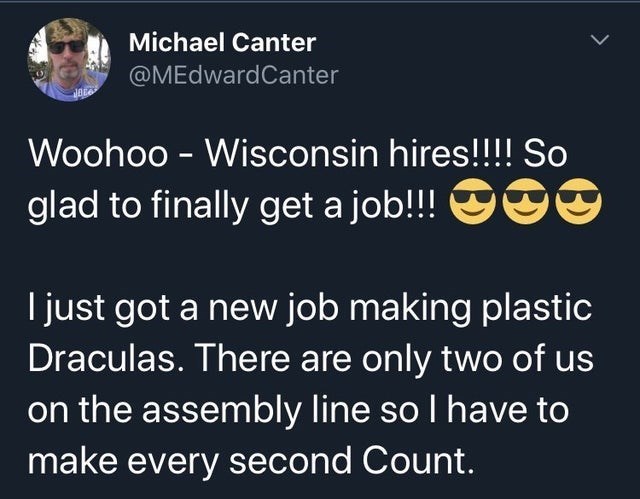 Michael Canter
@MEdwardCanter
Woohoo - Wisconsin hires!!!! So
glad to finally get a job!!! 😎😎😎
I just got a new job making plastic
Draculas. There are only two of us
on the assembly line so I have to
make every second Count.